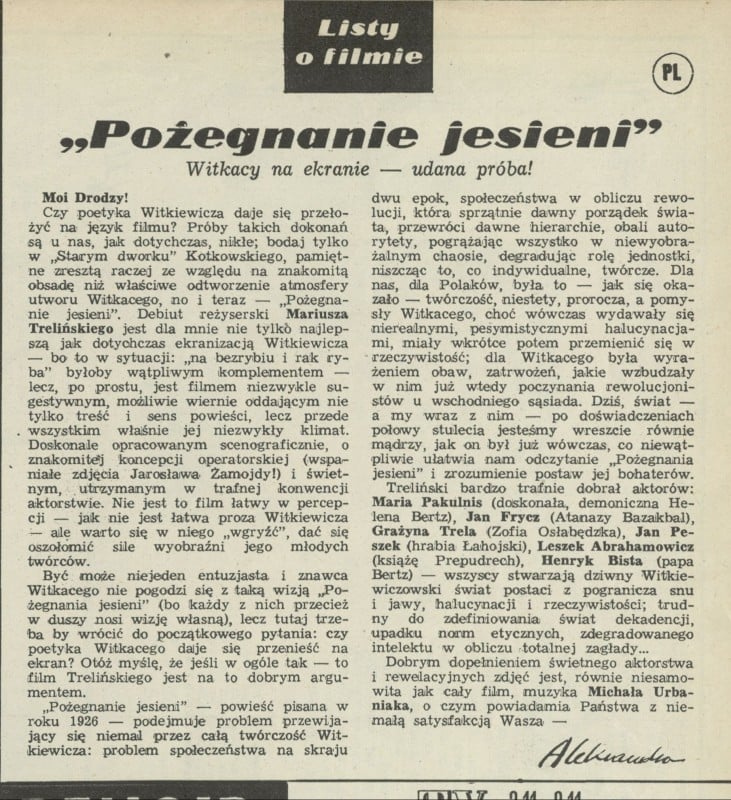 Listy
o filmie
PL
„Pożegnanie jesieni”
Witkacy na ekranie — udana próba!
Moi Drodzy!
Czy poetyka Witkiewicza daje się przeło-
żyć na język filmu? Próby takich dokonań
są u nas, jak dotychczas, nikłe; bodaj tylko
w „Starym dworku” Kotkowskiego, pamięt-
ne zresztą raczej ze względu na znakomitą
obsadę niż właściwe odtworzenie atmosfery
utworu Witkacego, no i teraz — „Pożegna-
nie jesieni”. Debiut reżyserski Mariusza
Trelińskiego jest dla mnie nie tylko najlep-
szą jak dotychczas ekranizacją Witkiewicza
— bo to w sytuacji: „na bezrybiu i rak ry-
ba” byłoby wątpliwym komplementem —
lecz, po prostu, jest filmem niezwykle su-
gestywnym, możliwie wiernie oddającym nie
tylko treść i sens powieści, lecz przede
wszystkim właśnie jej niezwykły klimat.
Doskonale opracowanym scenograficznie, o
znakomitej koncepcji operatorskiej (wspa-
niałe zdjęcia Jarosława Żamojdy!) i świet-
nym, utrzymanym w trafnej konwencji
aktorstwie. Nie jest to film łatwy w percep-
cji — jak nie jest łatwa proza Witkiewicza
— ale warto się w niego „wgryźć”, dać się
oszołomić sile wyobraźni jego młodych
twórców.
Być może niejeden entuzjasta i znawca
Witkacego nie pogodzi się z taką wizją „Po-
żegnania jesieni” (bo każdy z nich przecież
w duszy nosi wizję własną), lecz tutaj trze-
ba by wrócić do początkowego pytania: czy
poetyka Witkacego daje się przenieść na
ekran? Otóż myślę, że jeśli w ogóle tak — to
film Trelińskiego jest na to dobrym argu-
mentem.
„Pożegnanie jesieni” — powieść pisana w
roku 1926 — podejmuje problem przewija-
jący się niemal przez całą twórczość Wit-
kiewicza: problem społeczeństwa na skraju
dwu epok, społeczeństwa w obliczu rewo-
lucji, która sprzątnie dawny porządek świa-
ta, przewróci dawne hierarchie, obali auto-
rytety, pogrążając wszystko w niewyobra-
żalnym chaosie, degradując rolę jednostki,
niszcząc to, co indywidualne, twórcze. Dla
nas, dla Polaków, była to — jak się oka-
zało — twórczość, niestety, prorocza, a pomy-
sły Witkacego, choć wówczas wydawały się
nierealnymi, pesymistycznymi halucynacja-
mi, miały wkrótce potem przemienić się w
rzeczywistość; dla Witkacego była wyra-
żeniem obaw, zatrwożeń, jakie wzbudzały
w nim już wtedy poczynania rewolucjoni-
stów u wschodniego sąsiada. Dziś, świat —
a my wraz z nim — po doświadczeniach
połowy stulecia jesteśmy wreszcie równie
mądrzy, jak on był już wówczas, co niewąt-
pliwie ułatwia nam odczytanie „Pożegnania
jesieni” i zrozumienie postaw jej bohaterów.
Treliński bardzo trafnie dobrał aktorów:
Maria Pakulnis (doskonała, demoniczna He-
lena Bertz), Jan Frycz (Atanazy Bazakbal),
Grażyna Trela (Zofia Osłabędzka), Jan Pe-
szek (hrabia Łahojski), Leszek Abrahamowicz
(książę Prepudrech), Henryk Bista (papa
Bertz) — wszyscy stwarzają dziwny Witkie-
wiczowski świat postaci z pogranicza snu
i jawy, halucynacji i rzeczywistości; trud-
ny do zdefiniowania świat dekadencji,
upadku norm etycznych, zdegradowanego
intelektu w obliczu totalnej zagłady...
Dobrym dopełnieniem świetnego aktorstwa
i rewelacyjnych zdjęć jest, równie niesamo-
wita jak cały film, muzyka Michała Urba-
niaka, o czym powiadamia Państwa z nie-
małą satysfakcją Wasza —
Aleksandra